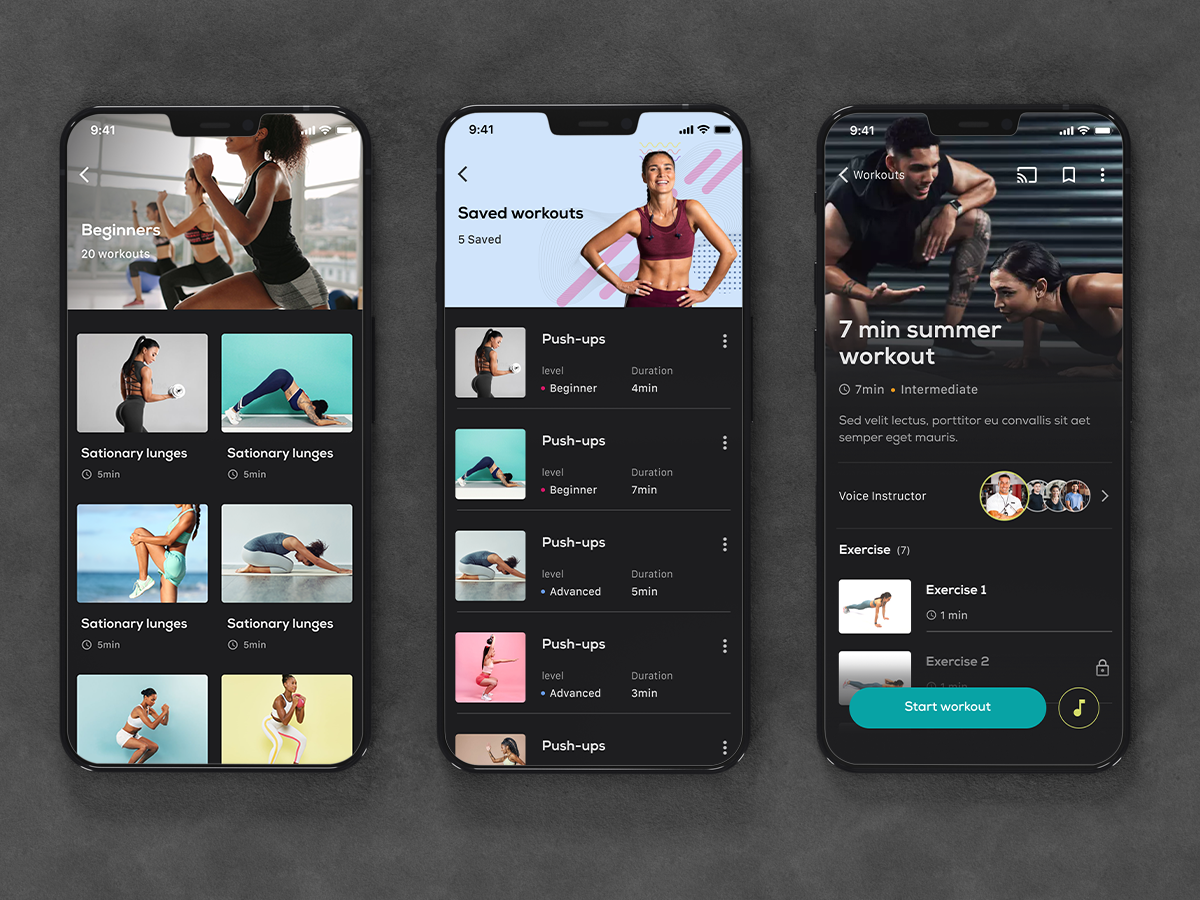 9:41
Beginners
20 workouts
Sationary lunges
5min
Sationary lunges
5min
Sationary lunges
5min
Sationary lunges
5min
9:41
Saved workouts
5 Saved
Push-ups
level
Duration
Beginner
4min
Push-ups
level
Duration
Beginner
7min
Push-ups
level
Duration
Advanced
5min
Push-ups
level
Duration
Advanced
3min
Push-ups
9:41
Workouts
7 min summer
workout
7min • Intermediate
Sed velit lectus, porttitor eu convallis sit aet
semper eget mauris.
Voice Instructor
Exercise (7)
Exercise 1
1 min
Exercise 2
1 min
Start workout